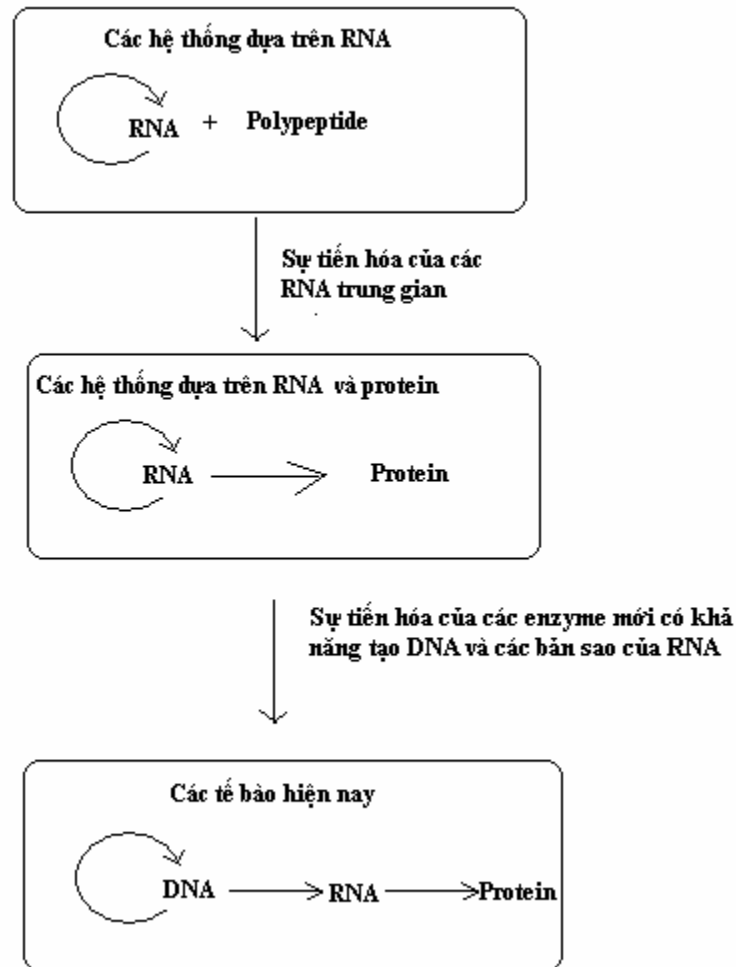 Các hệ thống dựa trên RNA
RNA + Polypeptide
Sự tiến hóa của các
RNA trung gian
Các hệ thống dựa trên RNA và protein
RNA Protein
Sự tiến hóa của các enzyme mới có khả
năng tạo DNA và các bản sao của RNA
Các tế bào hiện nay
DNA RNA Protein